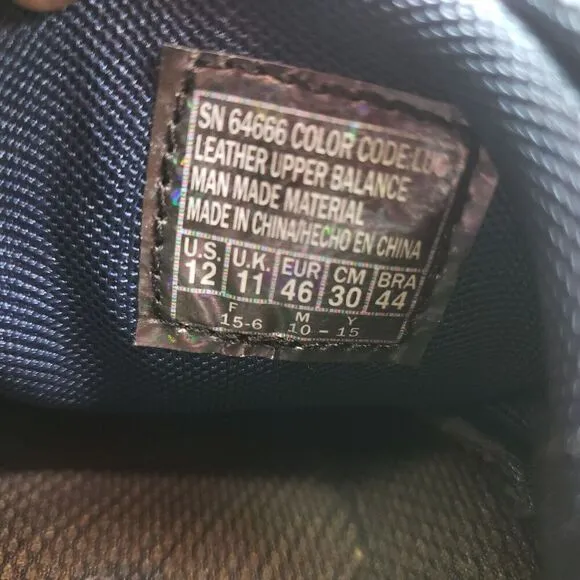 SN 64666 COLOR CODE
LEATHER UPPER BALANCE
MAN MADE MATERIAL
MADE IN CHINA/HECHO EN CHINA
U.S. U.K. EUR CM BRA
12 11 46 30 44
F M Y
15-6 10 - 15